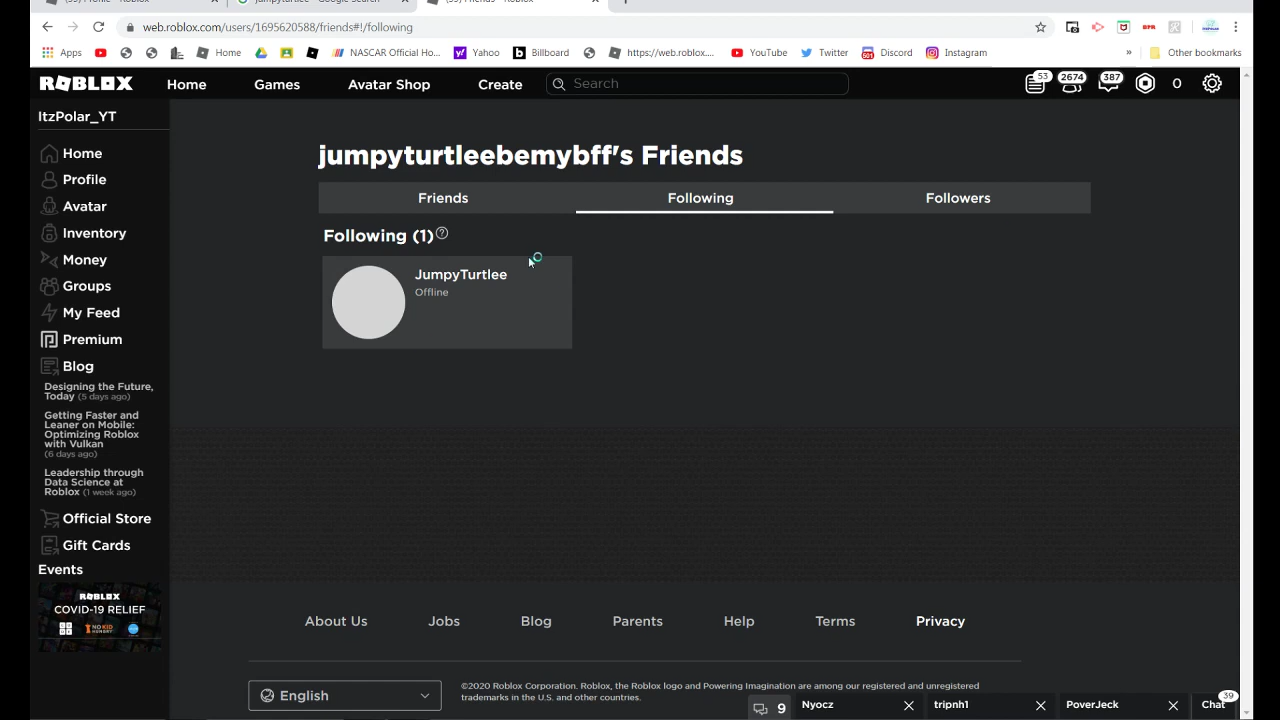 web.roblox.com/users/1695620588/friends#!/following
Apps Home NASCAR Official Ho... Yahoo Billboard https://web.roblox.... YouTube Twitter Discord Instagram » Other bookmarks
ROBLOX Home Games Avatar Shop Create Search 53 2674 387 0
ItzPolar_YT
Home
Profile
Avatar
Inventory
Money
Groups
My Feed
Premium
Blog
Designing the Future,
Today (5 days ago)
Getting Faster and
Leaner on Mobile:
Optimizing Roblox
with Vulkan
(6 days ago)
Leadership through
Data Science at
Roblox (1 week ago)
Official Store
Gift Cards
Events
ROBLOX
COVID-19 RELIEF
jumpyturtleebemybff's Friends
Friends Following Followers
Following (1)
JumpyTurtlee
Offline
About Us Jobs Blog Parents Help Terms Privacy
English
©2020 Roblox Corporation. Roblox, the Roblox logo and Powering Imagination are among our registered and unregistered
trademarks in the U.S. and other countries.
9 Nyocz tripnh1 PoverJeck Chat 39